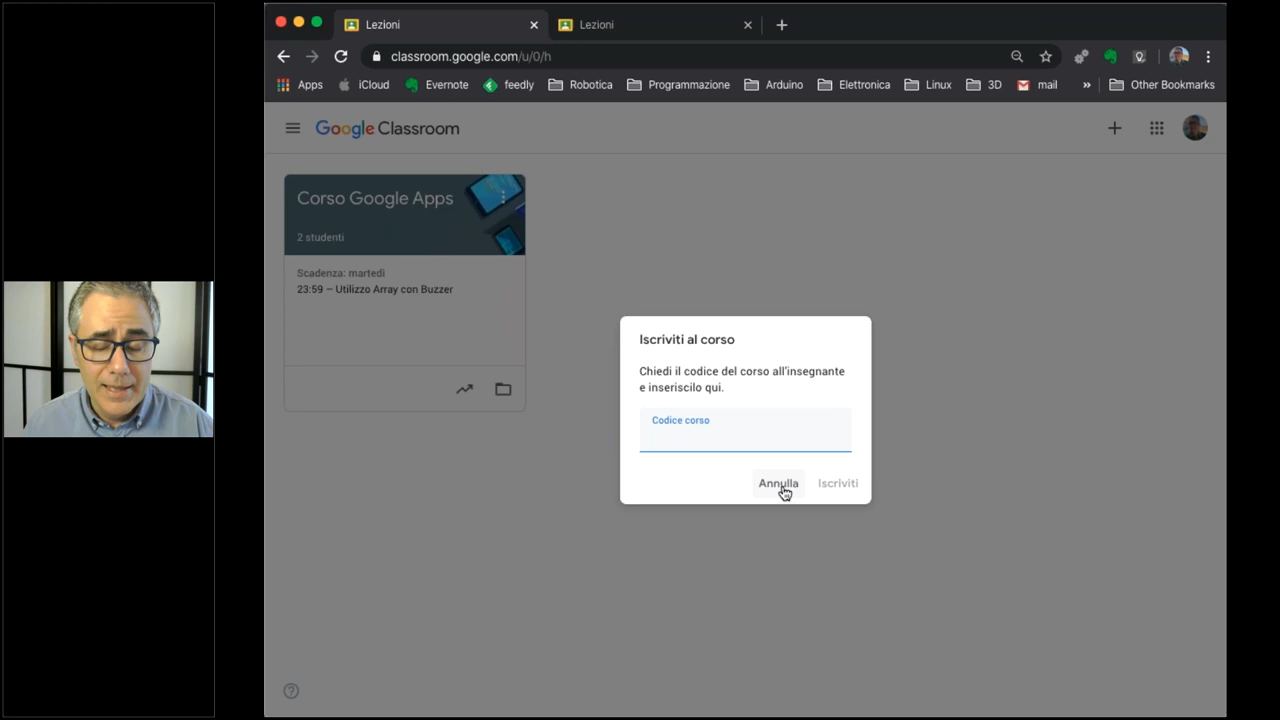 Lezioni
Lezioni
classroom.google.com/u/0/h
Apps iCloud Evernote feedly Robotica Programmazione Arduino Elettronica Linux 3D mail » Other Bookmarks
Google Classroom
Corso Google Apps
2 studenti
Scadenza: martedì
23:59 – Utilizzo Array con Buzzer
Iscriviti al corso
Chiedi il codice del corso all'insegnante
e inseriscilo qui.
Codice corso
Annulla Iscriviti